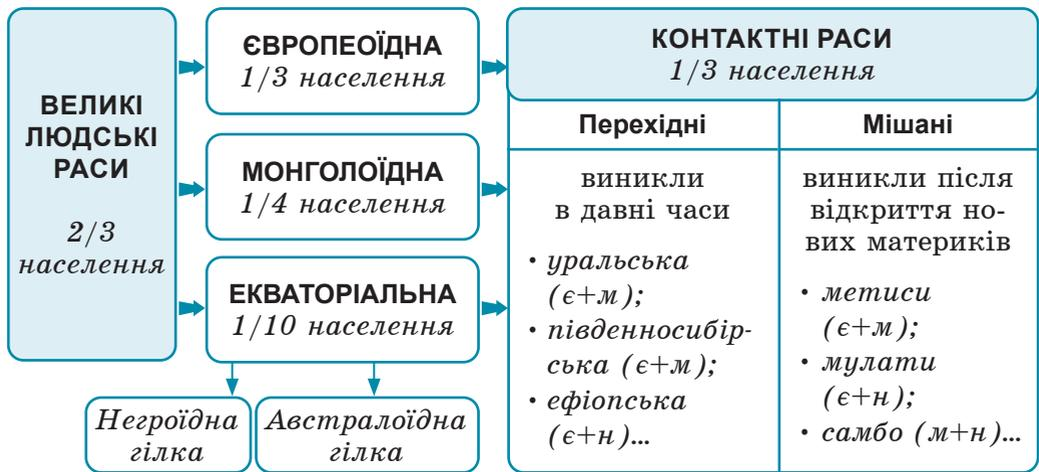 ВЕЛИКІ
ЛЮДСЬКІ
РАСИ
2/3
населення
ЄВРОПЕОЇДНА
1/3 населення
МОНГОЛОЇДНА
1/4 населення
ЕКВАТОРІАЛЬНА
1/10 населення
Негроїдна
гілка
Австралоїдна
гілка
КОНТАКТНІ РАСИ
1/3 населення
Перехідні
виникли
в давні часи
• уральська
(є+м);
• південносибір-
ська (є+м);
• ефіопська
(є+н)...
Мішані
виникли після
відкриття но-
вих материків
• метиси
(є+м);
• мулати
(є+н);
• самбо (м+н)...